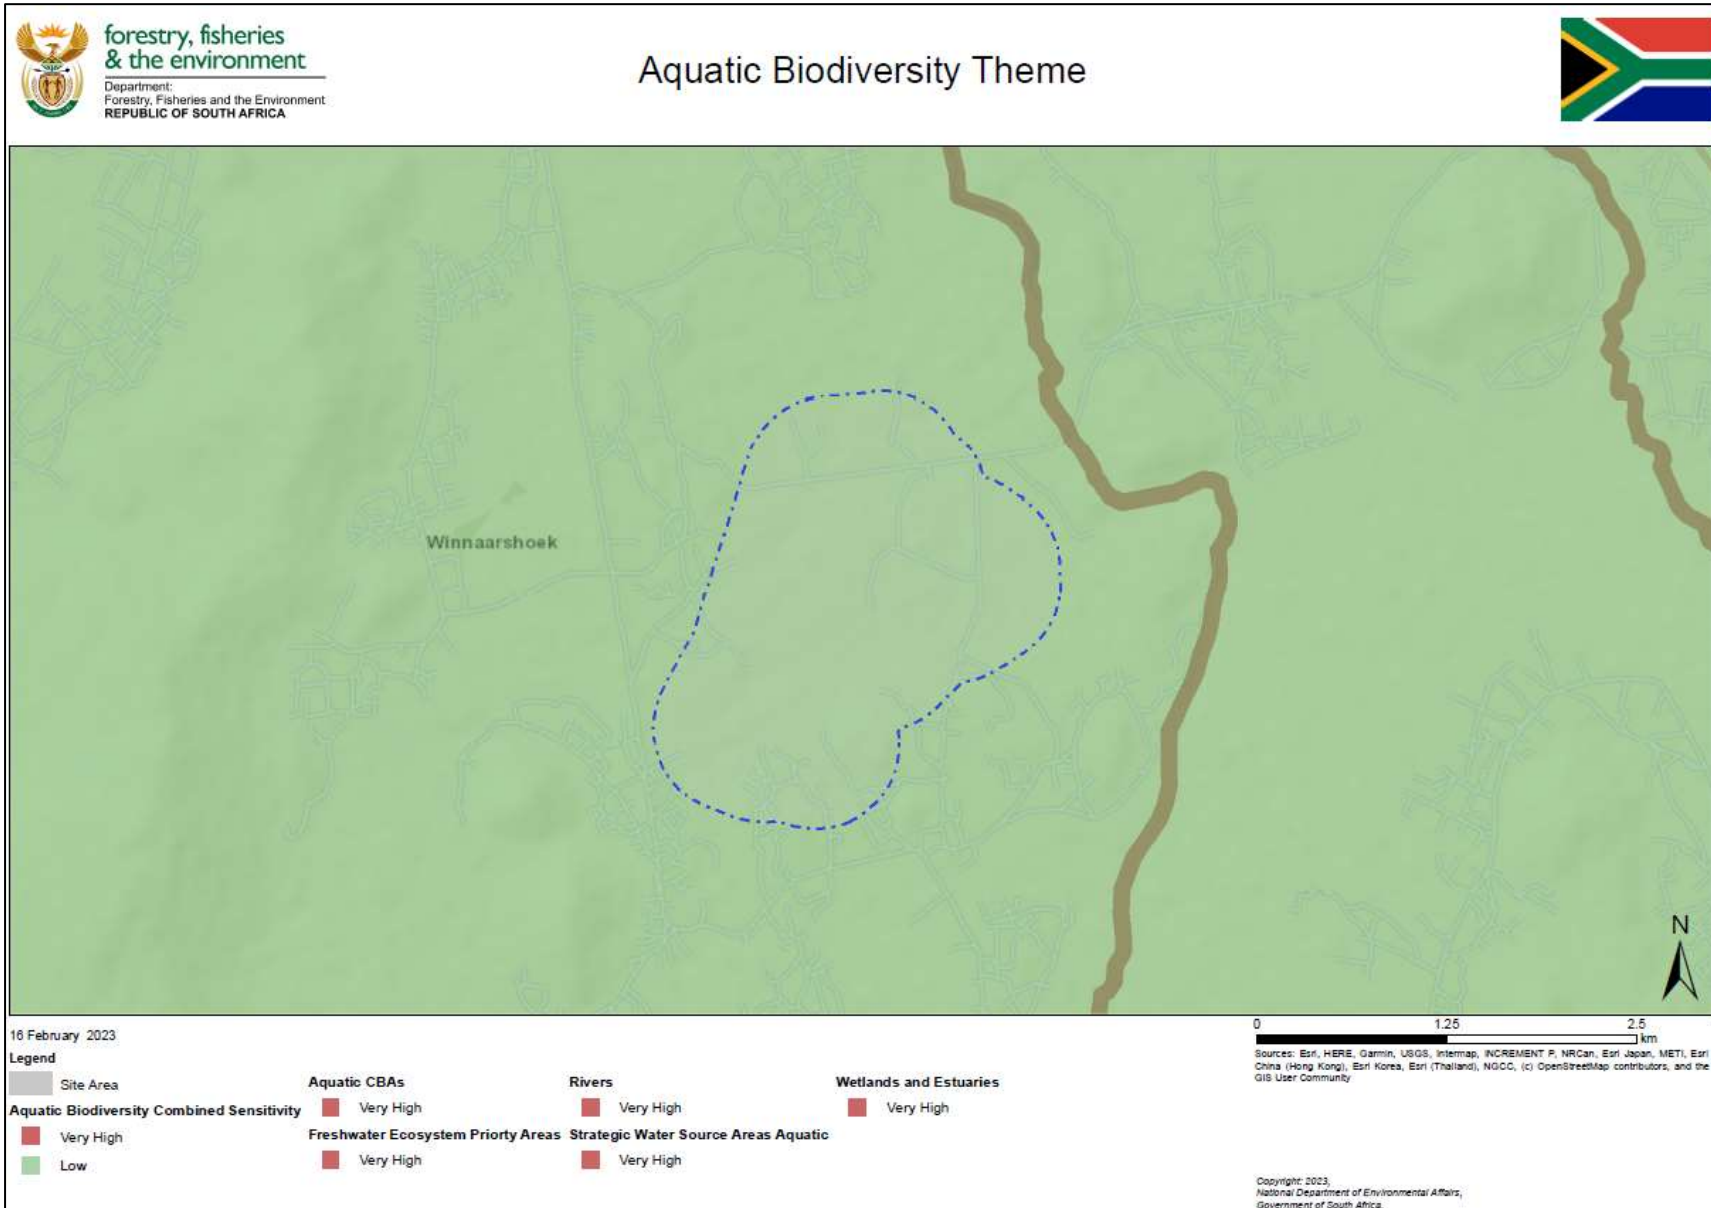 forestry, fisheries
& the environment
Department:
Forestry, Fisheries and the Environment
REPUBLIC OF SOUTH AFRICA
Aquatic Biodiversity Theme
Winnaarshoek
N
16 February 2023
Legend
Site Area
Aquatic Biodiversity Combined Sensitivity
Very High
Low
Aquatic CBAs
Very High
Freshwater Ecosystem Priorty Areas
Very High
Rivers
Very High
Strategic Water Source Areas Aquatic
Very High
Wetlands and Estuaries
Very High
0 1.25 2.5
km
Sources: Esri, HERE, Garmin, USGS, Intermap, INCREMENT P, NRCan, Esri Japan, METI, Esri
China (Hong Kong), Esri Korea, Esri (Thailand), NGCC, (c) OpenStreetMap contributors, and the
GIS User Community
Copyright: 2023,
National Department of Environmental Affairs,
Government of South Africa.